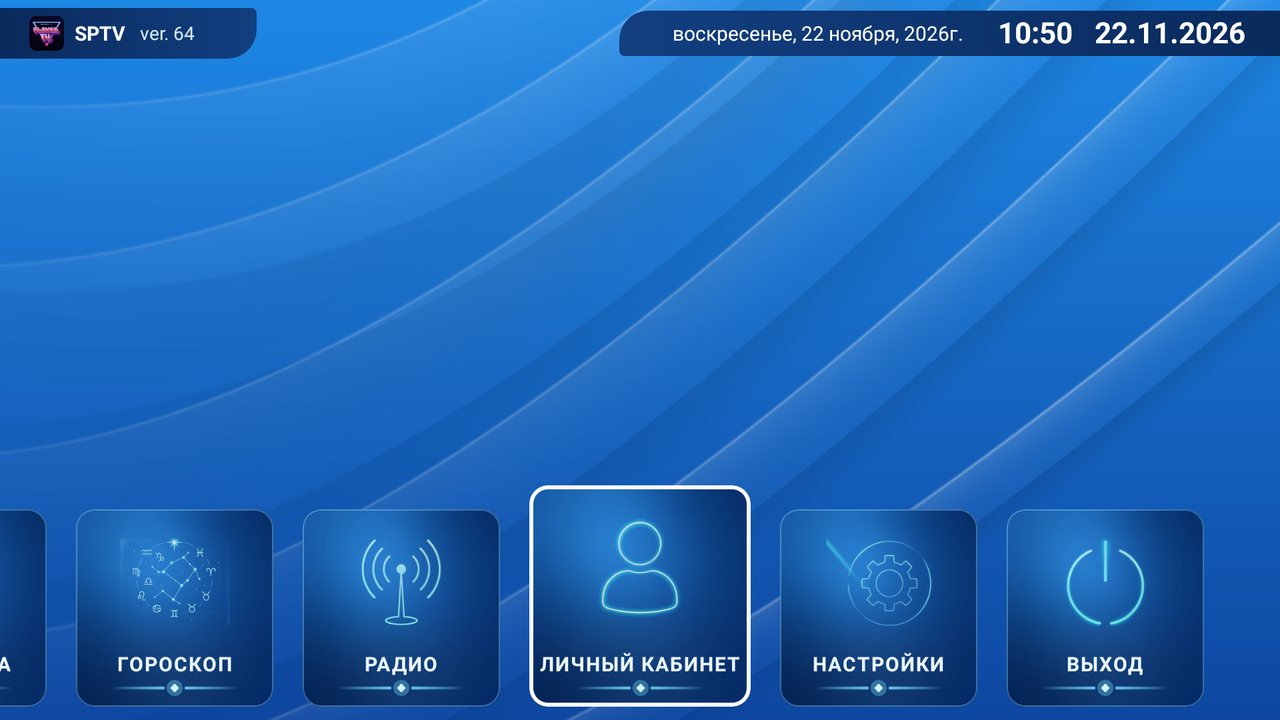 SPTV ver. 64
воскресенье, 22 ноября, 2026г. 10:50 22.11.2026
А
ГОРОСКОП
РАДИО
ЛИЧНЫЙ КАБИНЕТ
НАСТРОЙКИ
ВЫХОД